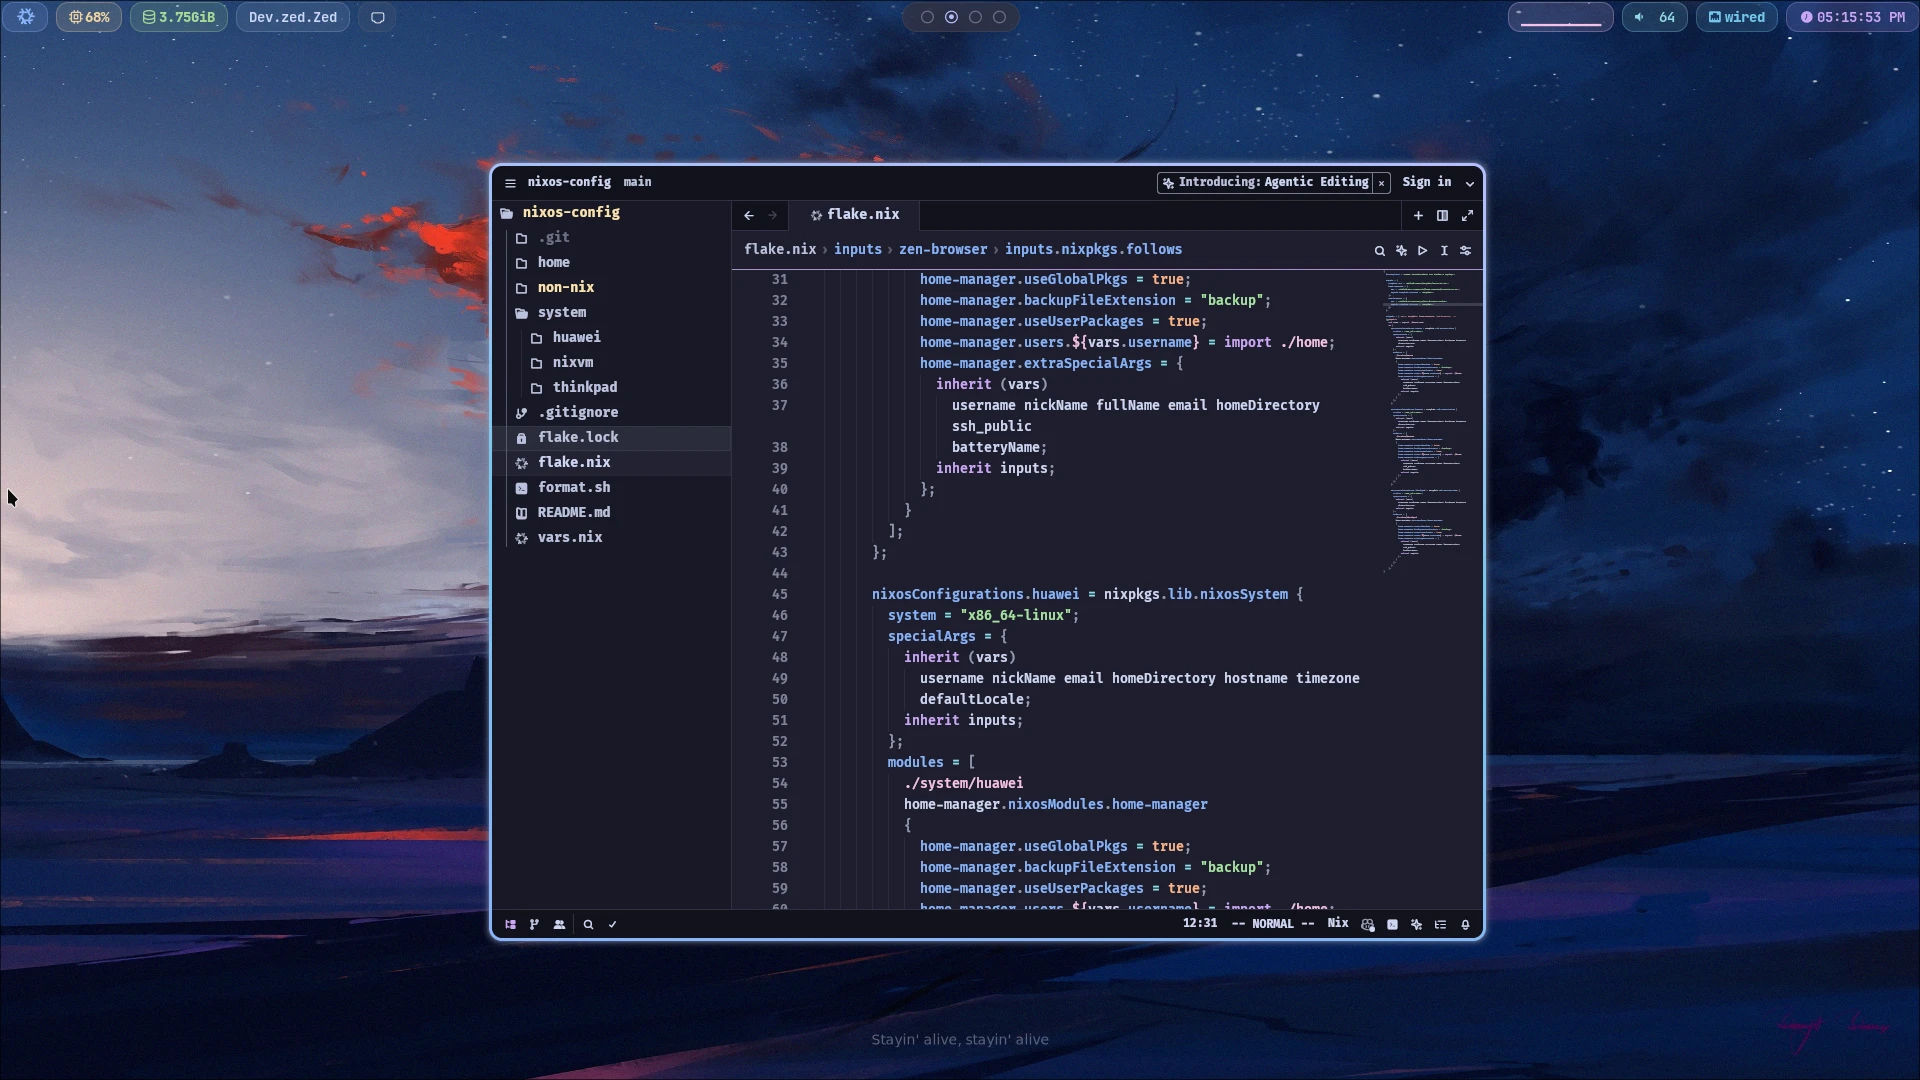 68%
3.75GiB
Dev.zed.Zed
64
wired
05:15:53 PM
nixos-config main
Introducing: Agentic Editing
Sign in
nixos-config
.git
home
non-nix
system
huawei
nixvm
thinkpad
.gitignore
flake.lock
flake.nix
format.sh
README.md
vars.nix
flake.nix
flake.nix › inputs › zen-browser › inputs.nixpkgs.follows
31 home-manager.useGlobalPkgs = true;
32 home-manager.backupFileExtension = "backup";
33 home-manager.useUserPackages = true;
34 home-manager.users.${vars.username} = import ./home;
35 home-manager.extraSpecialArgs = {
36 inherit (vars)
37 username nickName fullName email homeDirectory
ssh_public
38 batteryName;
39 inherit inputs;
40 };
41 }
42 ];
43 };
44
45 nixosConfigurations.huawei = nixpkgs.lib.nixosSystem {
46 system = "x86_64-linux";
47 specialArgs = {
48 inherit (vars)
49 username nickName email homeDirectory hostname timezone
50 defaultLocale;
51 inherit inputs;
52 };
53 modules = [
54 ./system/huawei
55 home-manager.nixosModules.home-manager
56 {
57 home-manager.useGlobalPkgs = true;
58 home-manager.backupFileExtension = "backup";
59 home-manager.useUserPackages = true;
60 home-manager.users.${vars.username} = import ./home;
12:31 -- NORMAL -- Nix
Stayin' alive, stayin' alive